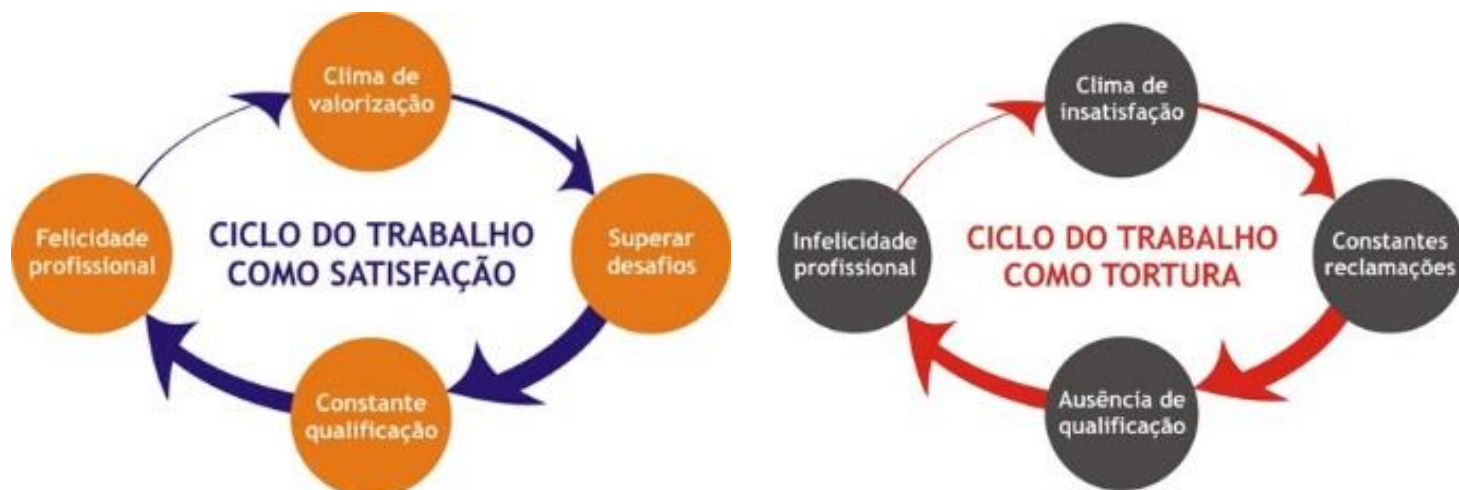 Clima de
valorização
Superar
desafios
Constante
qualificação
Felicidade
profissional
CICLO DO TRABALHO
COMO SATISFAÇÃO
Clima de
insatisfação
Constantes
reclamações
Ausência de
qualificação
Infelicidade
profissional
CICLO DO TRABALHO
COMO TORTURA